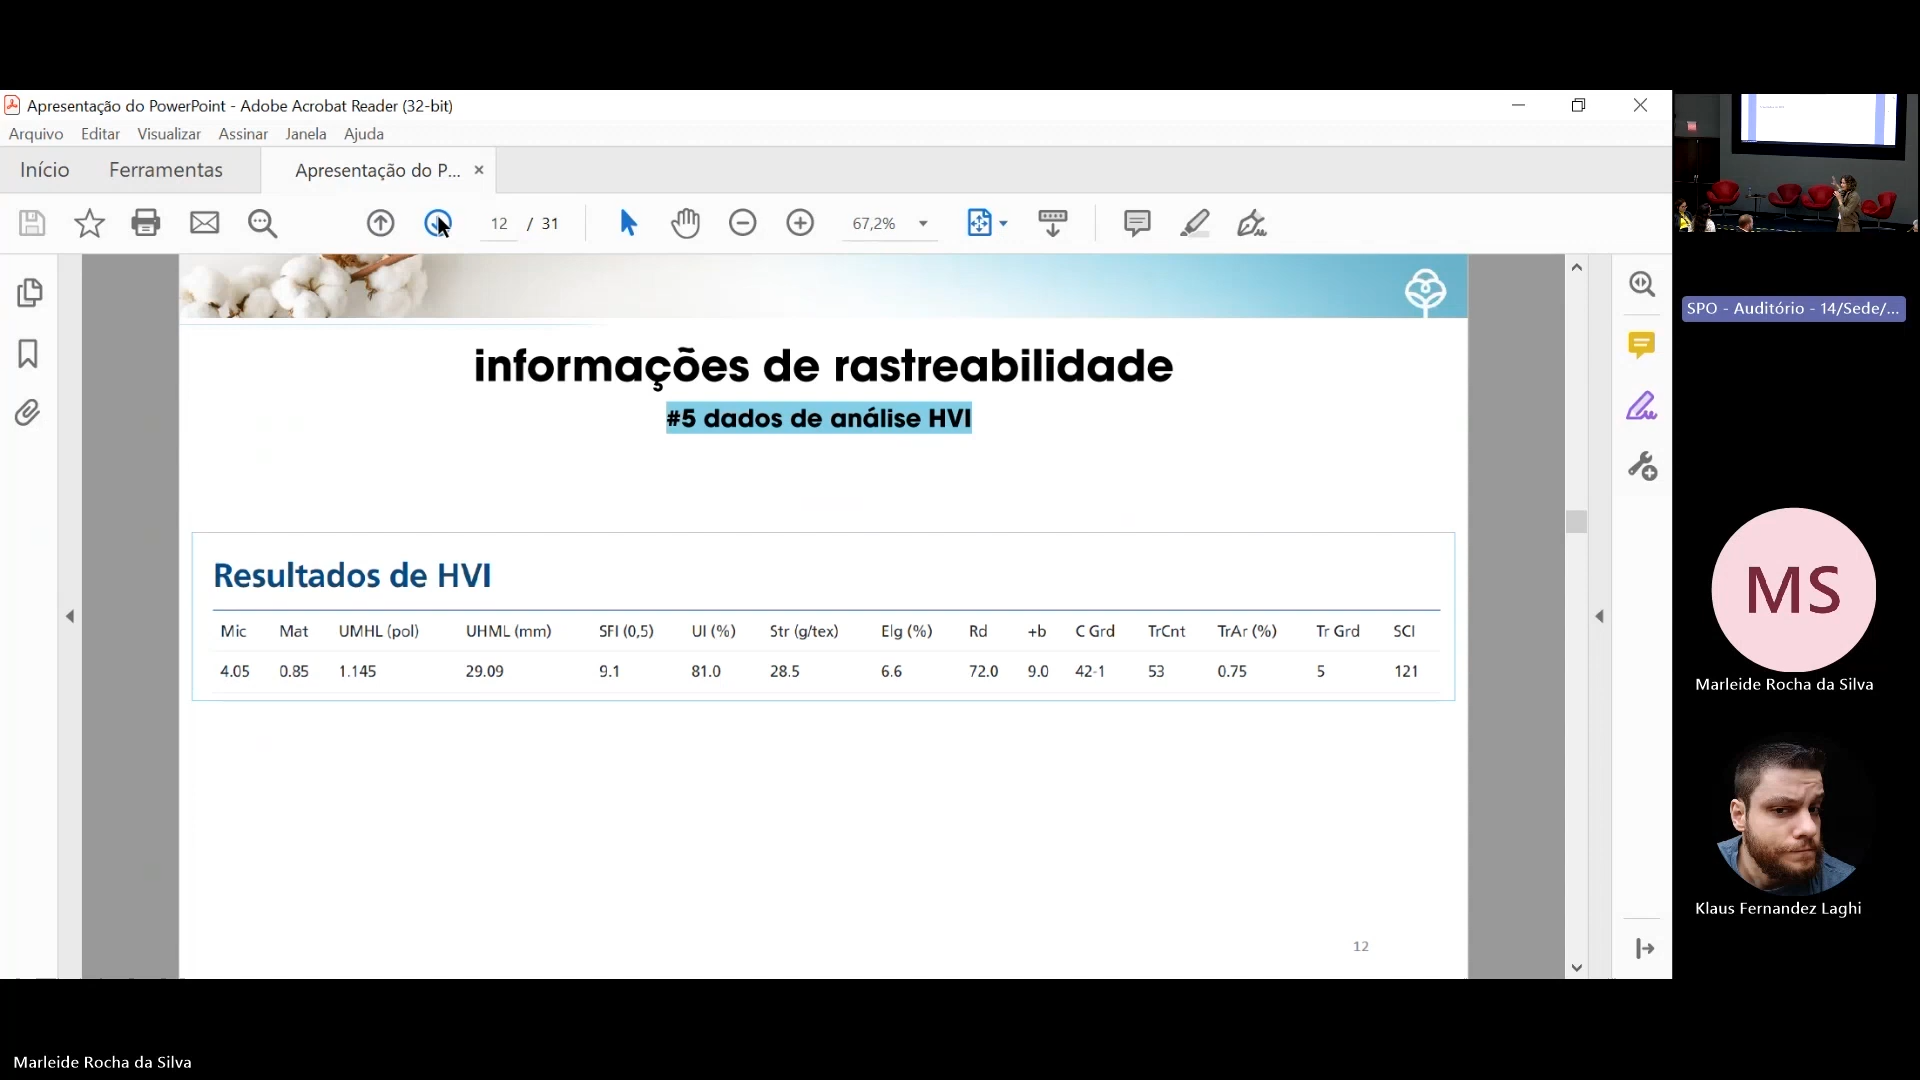 Apresentação do PowerPoint - Adobe Acrobat Reader (32-bit)
Arquivo Editar Visualizar Assinar Janela Ajuda
Início Ferramentas Apresentação do P... ×
12 / 31 67,2%
informações de rastreabilidade
#5 dados de análise HVI
Resultados de HVI
Mic Mat UMHL (pol) UHML (mm) SFI (0,5) UI (%) Str (g/tex) Elg (%) Rd +b C Grd TrCnt TrAr (%) Tr Grd SCI
4.05 0.85 1.145 29.09 9.1 81.0 28.5 6.6 72.0 9.0 42-1 53 0.75 5 121
12
SPO - Auditório - 14/Sede/...
MS
Marleide Rocha da Silva
Klaus Fernandez Laghi
Marleide Rocha da Silva